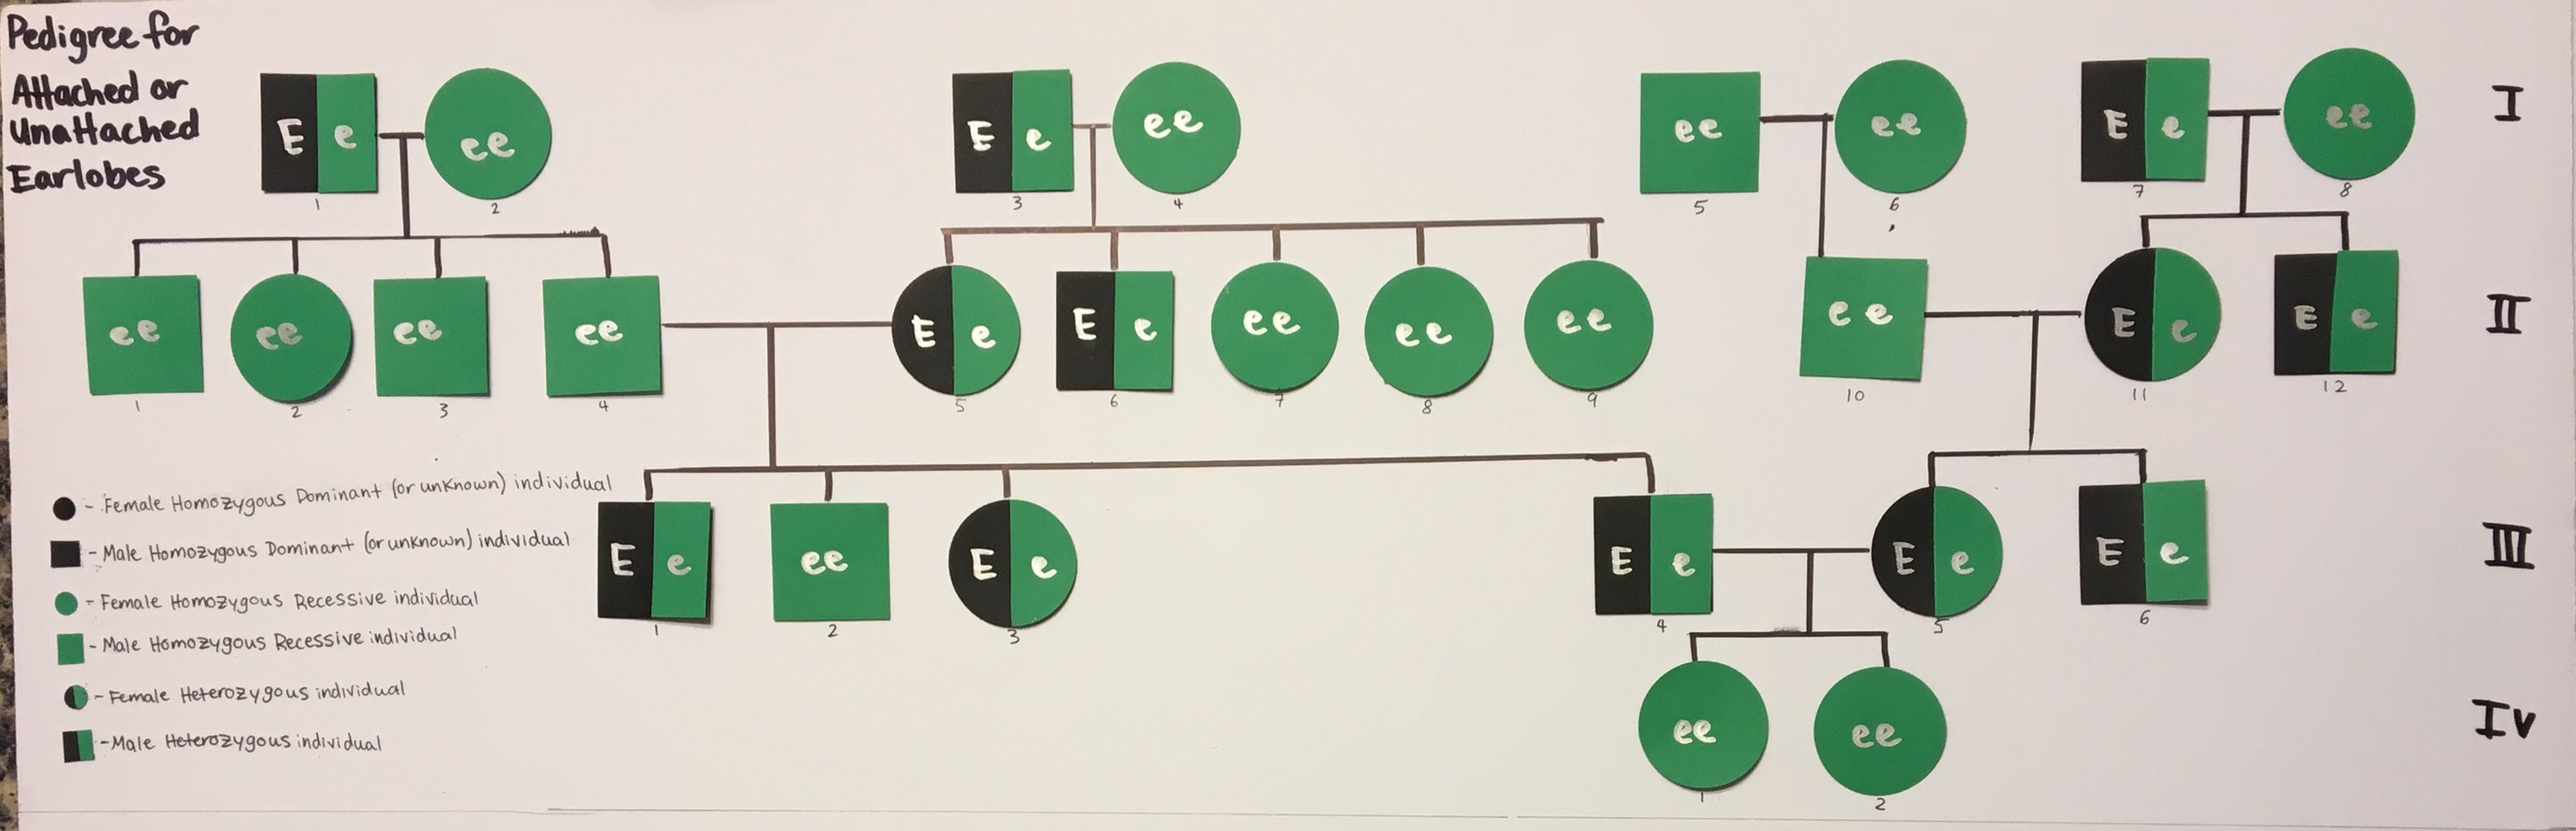 Pedigree for
Attached or
Unattached
Earlobes
E e
ee
E e
ee
ee
ee
E e
ee
I
1
2
3
4
5
6
7
8
ee
ee
ee
ee
E e
E e
ee
ee
ee
ee
E e
E e
II
1
2
3
4
5
6
7
8
9
10
11
12
- Female Homozygous Dominant (or unknown) individual
- Male Homozygous Dominant (or unknown) individual
- Female Homozygous Recessive individual
- Male Homozygous Recessive individual
- Female Heterozygous individual
- Male Heterozygous individual
E e
ee
E e
E e
E e
E e
III
1
2
3
4
5
6
ee
ee
IV
1
2